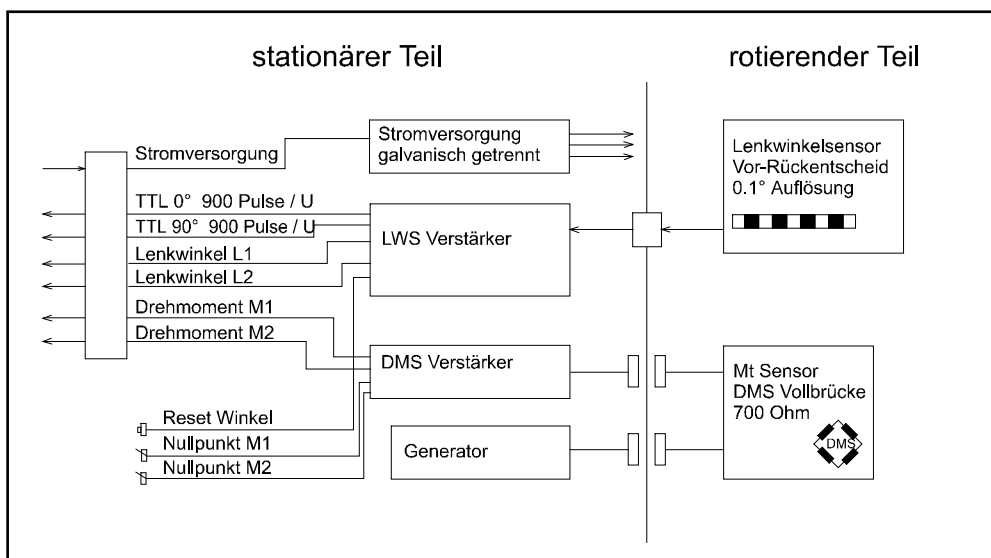 stationärer Teil
rotierender Teil
Stromversorgung
Stromversorgung
galvanisch getrennt
Lenkwinkelsensor
Vor-Rückentscheid
0.1° Auflösung
TTL 0° 900 Pulse / U
TTL 90° 900 Pulse / U
Lenkwinkel L1
Lenkwinkel L2
LWS Verstärker
Drehmoment M1
Drehmoment M2
DMS Verstärker
Mt Sensor
DMS Vollbrücke
700 Ohm
DMS
Reset Winkel
Nullpunkt M1
Nullpunkt M2
Generator